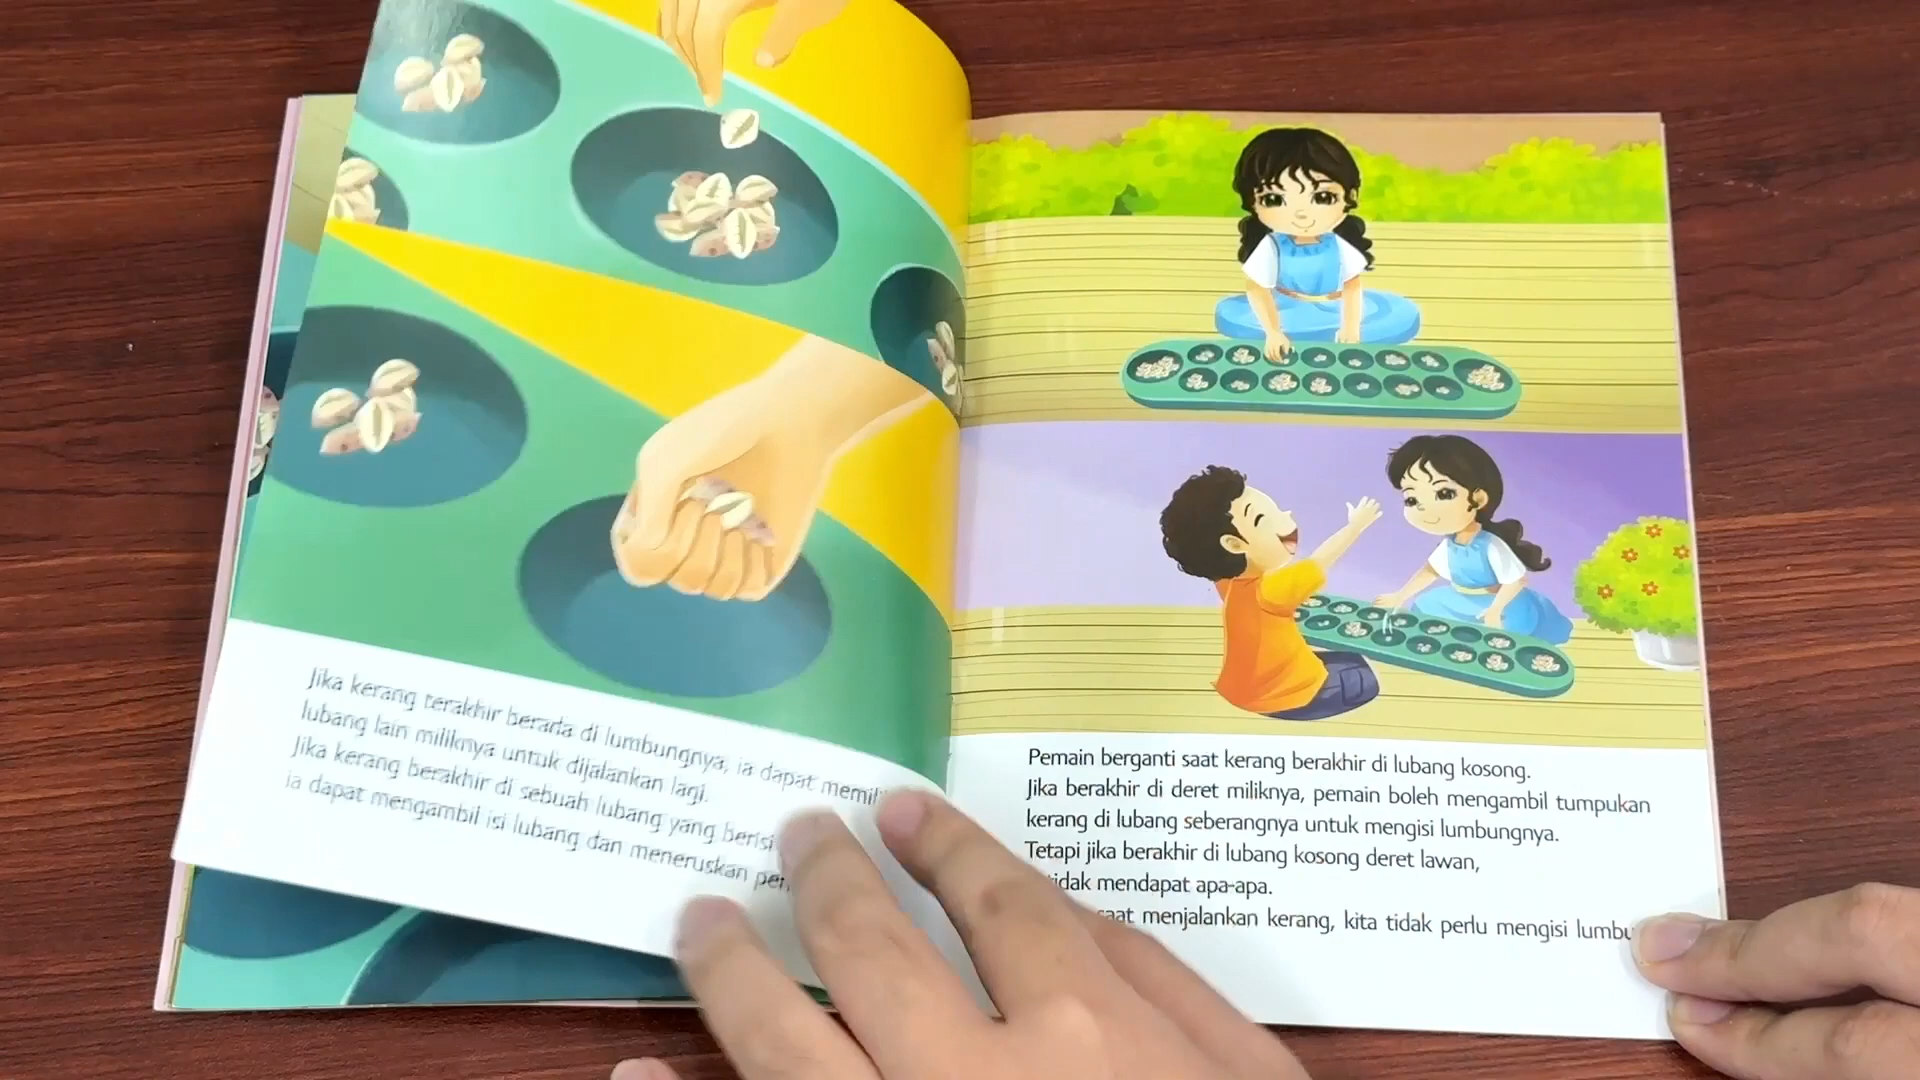 Jika kerang terakhir berada di lumbungnya, ia dapat
lubang lain miliknya untuk dijalankan lagi.
Jika kerang berakhir di sebuah lubang yang berisi
ia dapat mengambil isi lubang dan meneruskan
Pemain berganti saat kerang berakhir di lubang kosong.
Jika berakhir di deret miliknya, pemain boleh mengambil tumpukan
kerang di lubang seberangnya untuk mengisi lumbungnya.
Tetapi jika berakhir di lubang kosong deret lawan,
tidak mendapat apa-apa.
saat menjalankan kerang, kita tidak perlu mengisi